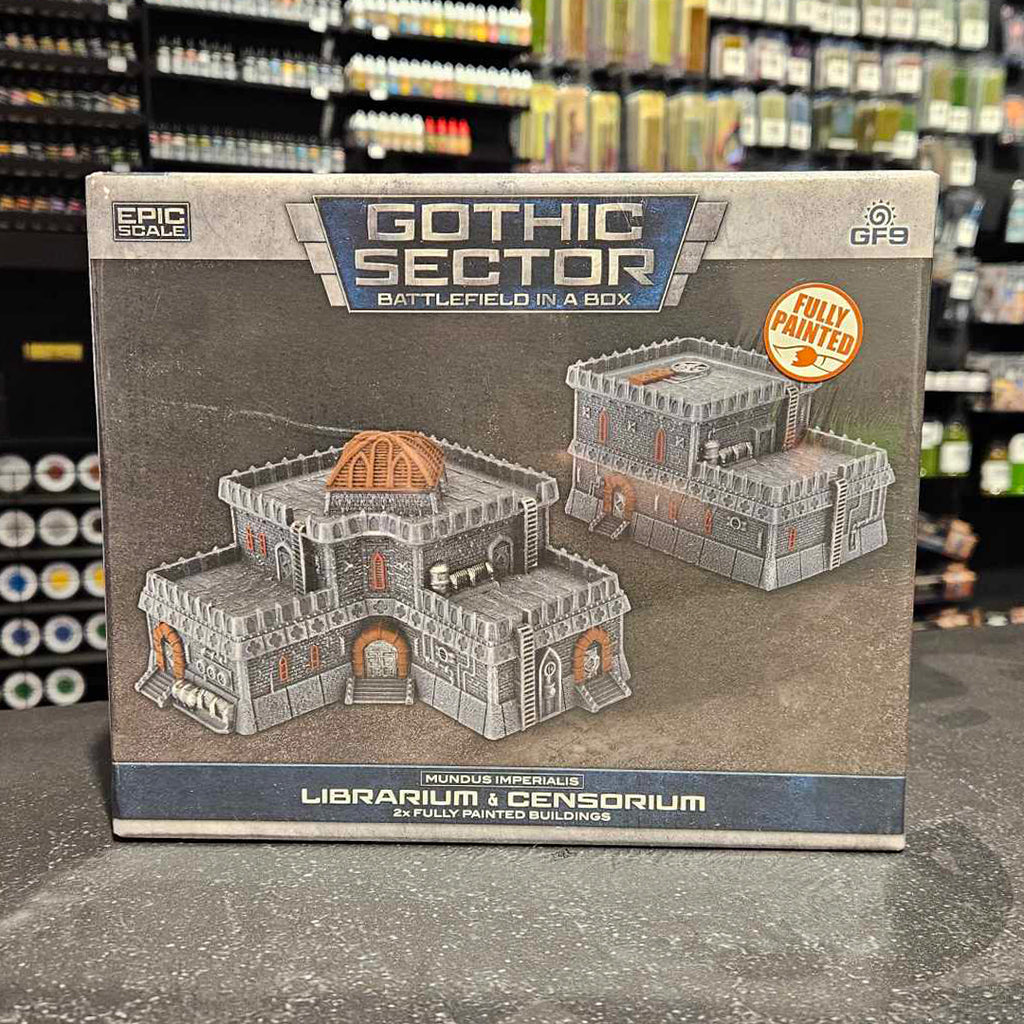 EPIC
SCALE
GOTHIC
SECTOR
BATTLEFIELD IN A BOX
GF9
FULLY
PAINTED
MUNDUS IMPERIALIS
LIBRARIUM & CENSORIUM
2x FULLY PAINTED BUILDINGS